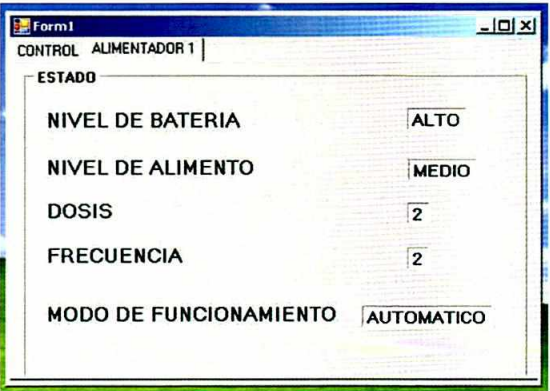 Form1
CONTROL ALIMENTADOR 1
ESTADO
NIVEL DE BATERIA ALTO
NIVEL DE ALIMENTO MEDIO
DOSIS 2
FRECUENCIA 2
MODO DE FUNCIONAMIENTO AUTOMATICO